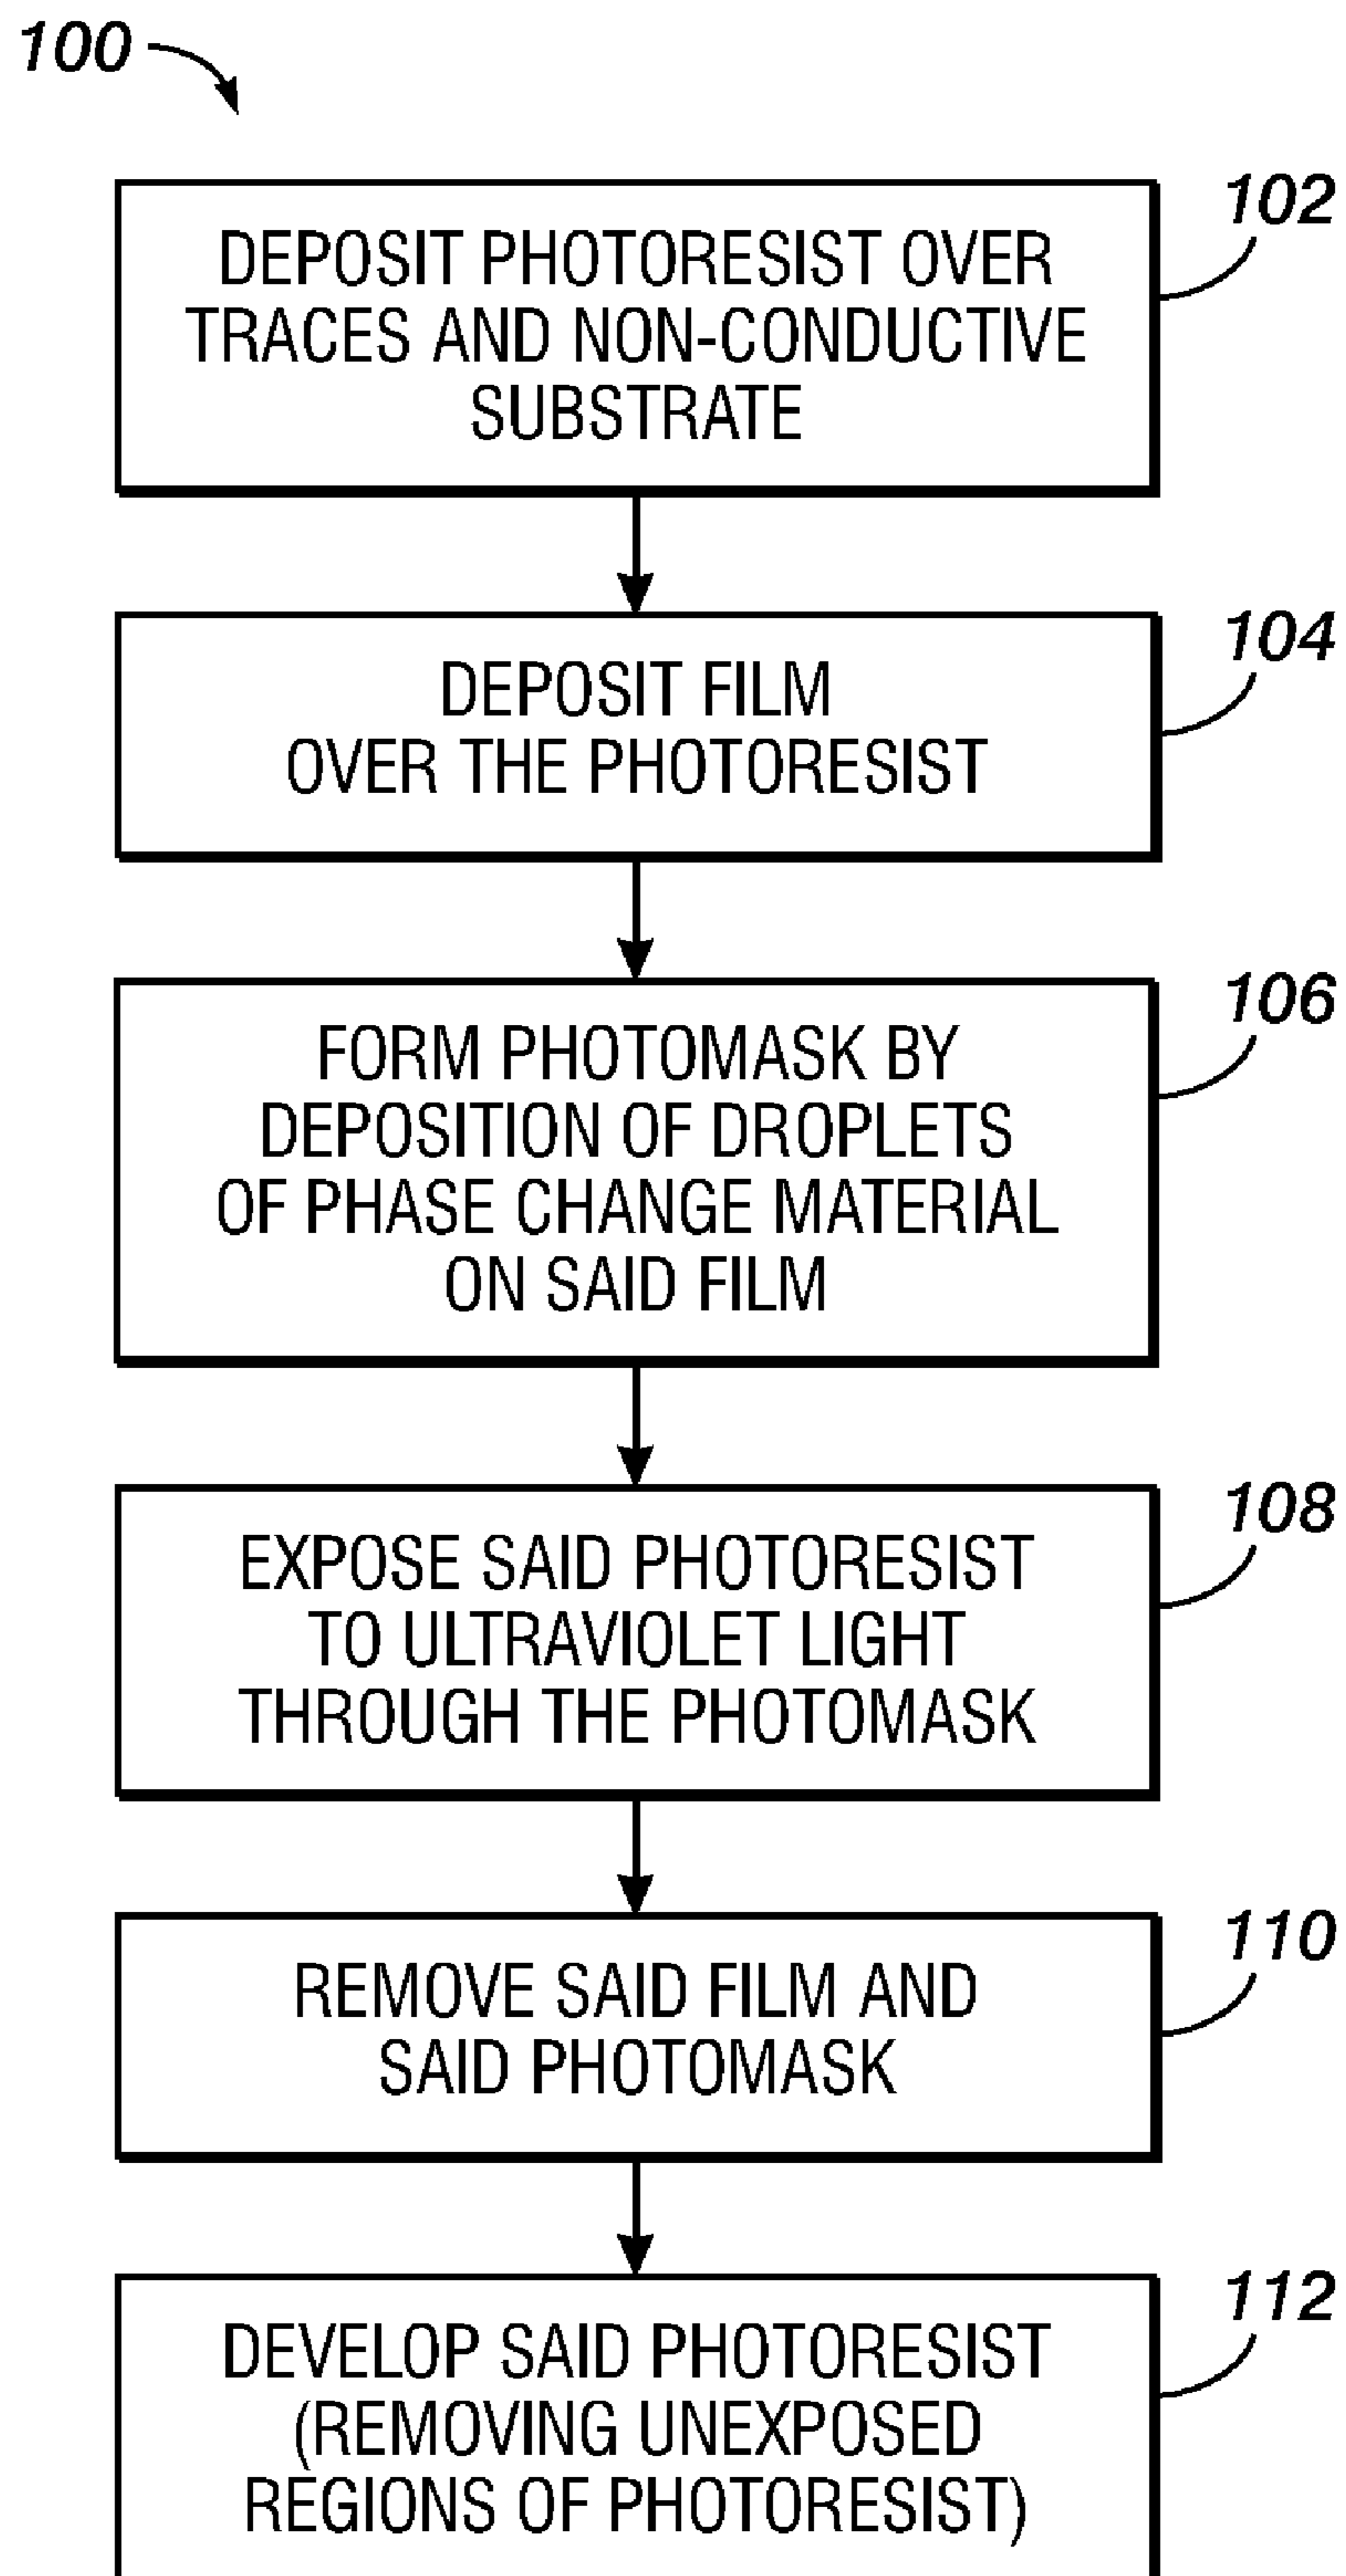 100
102
DEPOSIT PHOTORESIST OVER
TRACES AND NON-CONDUCTIVE
SUBSTRATE
104
DEPOSIT FILM
OVER THE PHOTORESIST
106
FORM PHOTOMASK BY
DEPOSITION OF DROPLETS
OF PHASE CHANGE MATERIAL
ON SAID FILM
108
EXPOSE SAID PHOTORESIST
TO ULTRAVIOLET LIGHT
THROUGH THE PHOTOMASK
110
REMOVE SAID FILM AND
SAID PHOTOMASK
112
DEVELOP SAID PHOTORESIST
(REMOVING UNEXPOSED
REGIONS OF PHOTORESIST)